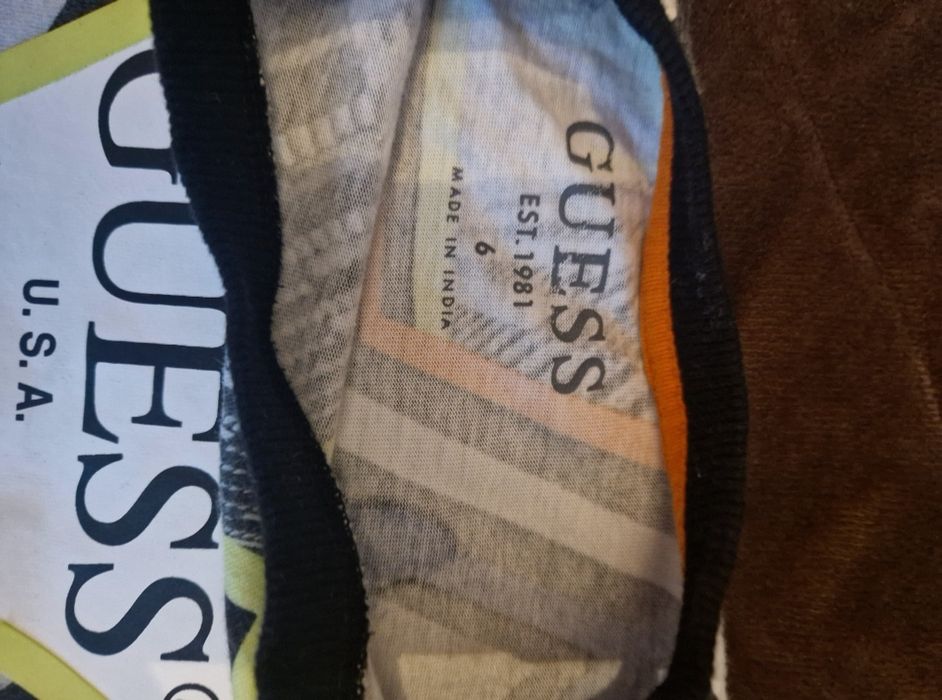 GUESS
EST.1981
6
MADE IN INDIA
GUESS
U.S.A.